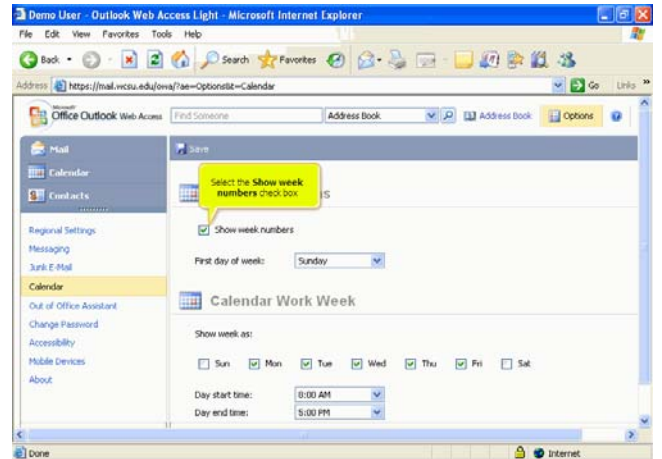 Demo User - Outlook Web Access Light - Microsoft Internet Explorer
File Edit View Favorites Tools Help
Back Search Favorites
Address https://mail.wcsu.edu/owa/?ae=Options&t=Calendar Go Links »
Microsoft
Office Outlook Web Access Find Someone Address Book Address Book Options
Mail
Calendar
Contacts
Save
Select the Show week
numbers check box
s
Show week numbers
First day of week: Sunday
Regional Settings
Messaging
Junk E-Mail
Calendar
Out of Office Assistant
Change Password
Accessibility
Mobile Devices
About
Calendar Work Week
Show week as:
Sun Mon Tue Wed Thu Fri Sat
Day start time: 8:00 AM
Day end time: 5:00 PM
Done Internet